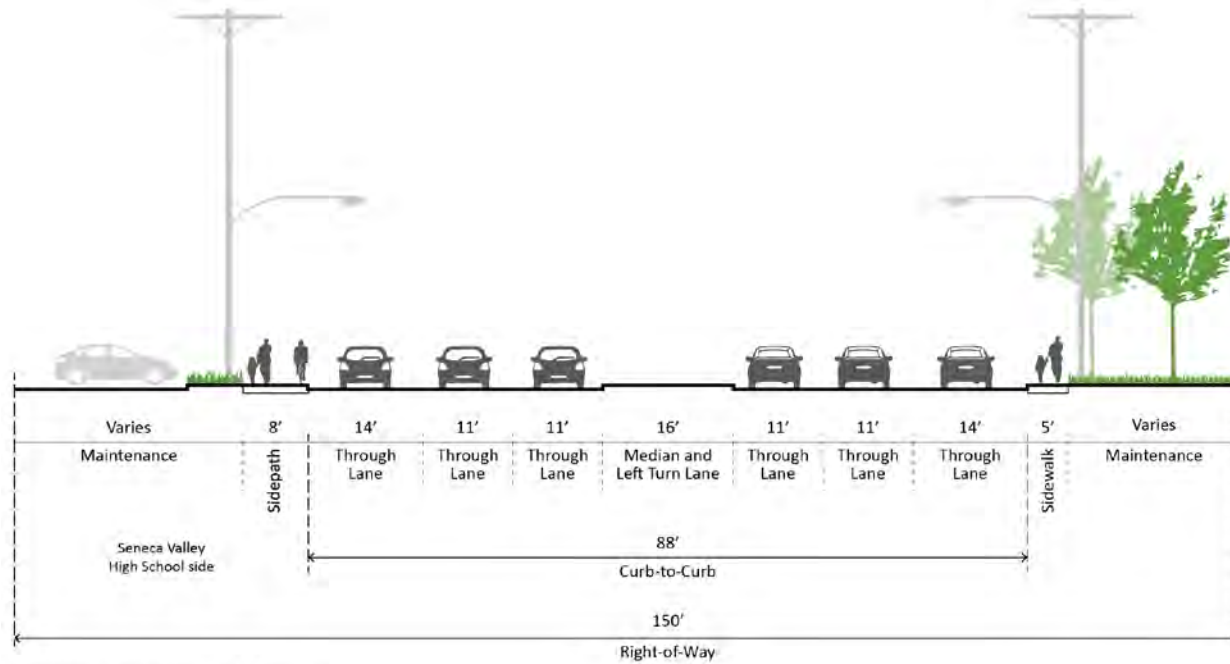 Varies 8' 14' 11' 11' 16' 11' 11' 14' 5' Varies
Maintenance
Sidepath
Through
Lane
Through
Lane
Through
Lane
Median and
Left Turn Lane
Through
Lane
Through
Lane
Through
Lane
Sidewalk
Maintenance
Seneca Valley
High School side
88'
Curb-to-Curb
150'
Right-of-Way